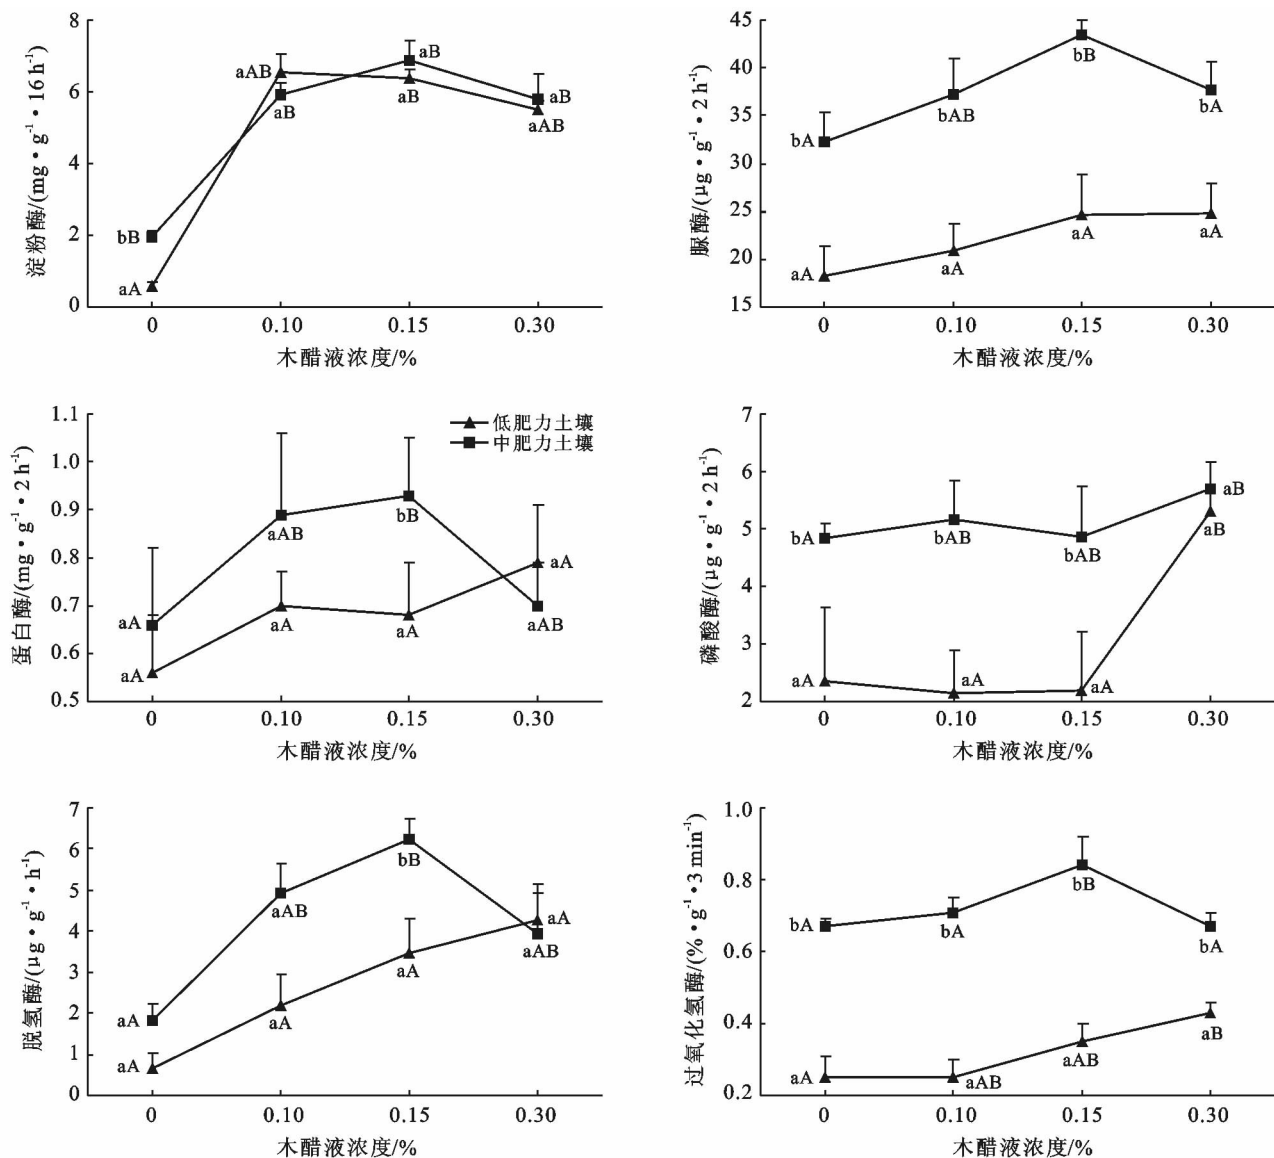 淀粉酶/(mg·g⁻¹·16 h⁻¹)
8
6
4
2
0
aAB
aB
aB
aB
aB
aAB
bB
aA
0 0.10 0.15 0.30
木醋液浓度/%
脲酶/(μg·g⁻¹·2 h⁻¹)
45
40
35
30
25
20
15
bB
bAB
bA
bA
aA
aA
aA
aA
0 0.10 0.15 0.30
木醋液浓度/%
蛋白酶/(mg·g⁻¹·2 h⁻¹)
1.1
1.0
0.9
0.8
0.7
0.6
0.5
低肥力土壤
中肥力土壤
bB
aAB
aA
aA
aA
aA
aAB
aA
0 0.10 0.15 0.30
木醋液浓度/%
磷酸酶/(μg·g⁻¹·2 h⁻¹)
7
6
5
4
3
2
aB
aB
bA
bAB
bAB
aA
aA
aA
0 0.10 0.15 0.30
木醋液浓度/%
脱氢酶/(μg·g⁻¹·h⁻¹)
7
6
5
4
3
2
1
0
bB
aAB
aA
aAB
aA
aA
aA
aA
0 0.10 0.15 0.30
木醋液浓度/%
过氧化氢酶/(%·g⁻¹·3 min⁻¹)
1.0
0.8
0.6
0.4
0.2
bB
bA
bA
bA
aB
aAB
aA
aAB
0 0.10 0.15 0.30
木醋液浓度/%